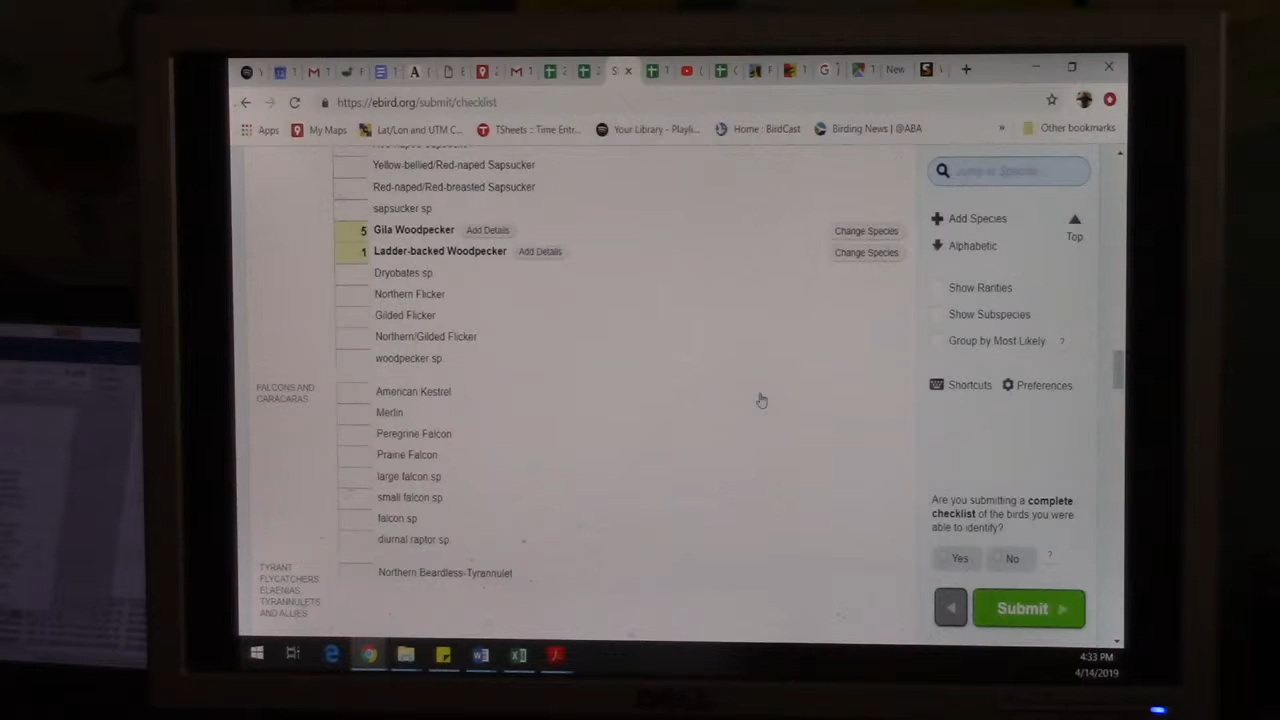 New
https://ebird.org/submit/checklist
Apps My Maps Lat/Lon and UTM C... TSheets :: Time Entr... Your Library - Playli... Home : BirdCast Birding News | @ABA » Other bookmarks
Yellow-bellied/Red-naped Sapsucker
Red-naped/Red-breasted Sapsucker
sapsucker sp
5 Gila Woodpecker Add Details Change Species
1 Ladder-backed Woodpecker Add Details Change Species
Dryobates sp
Northern Flicker
Gilded Flicker
Northern/Gilded Flicker
woodpecker sp
FALCONS AND
CARACARAS
American Kestrel
Merlin
Peregrine Falcon
Prairie Falcon
large falcon sp
small falcon sp
falcon sp
diurnal raptor sp
TYRANT
FLYCATCHERS
ELAENIAS
TYRANNULETS
AND ALLIES
Northern Beardless-Tyrannulet
Jump to Species
Add Species
Top
Alphabetic
Show Rarities
Show Subspecies
Group by Most Likely ?
Shortcuts Preferences
Are you submitting a complete
checklist of the birds you were
able to identify?
Yes No ?
Submit
4:33 PM
4/14/2019
DELL